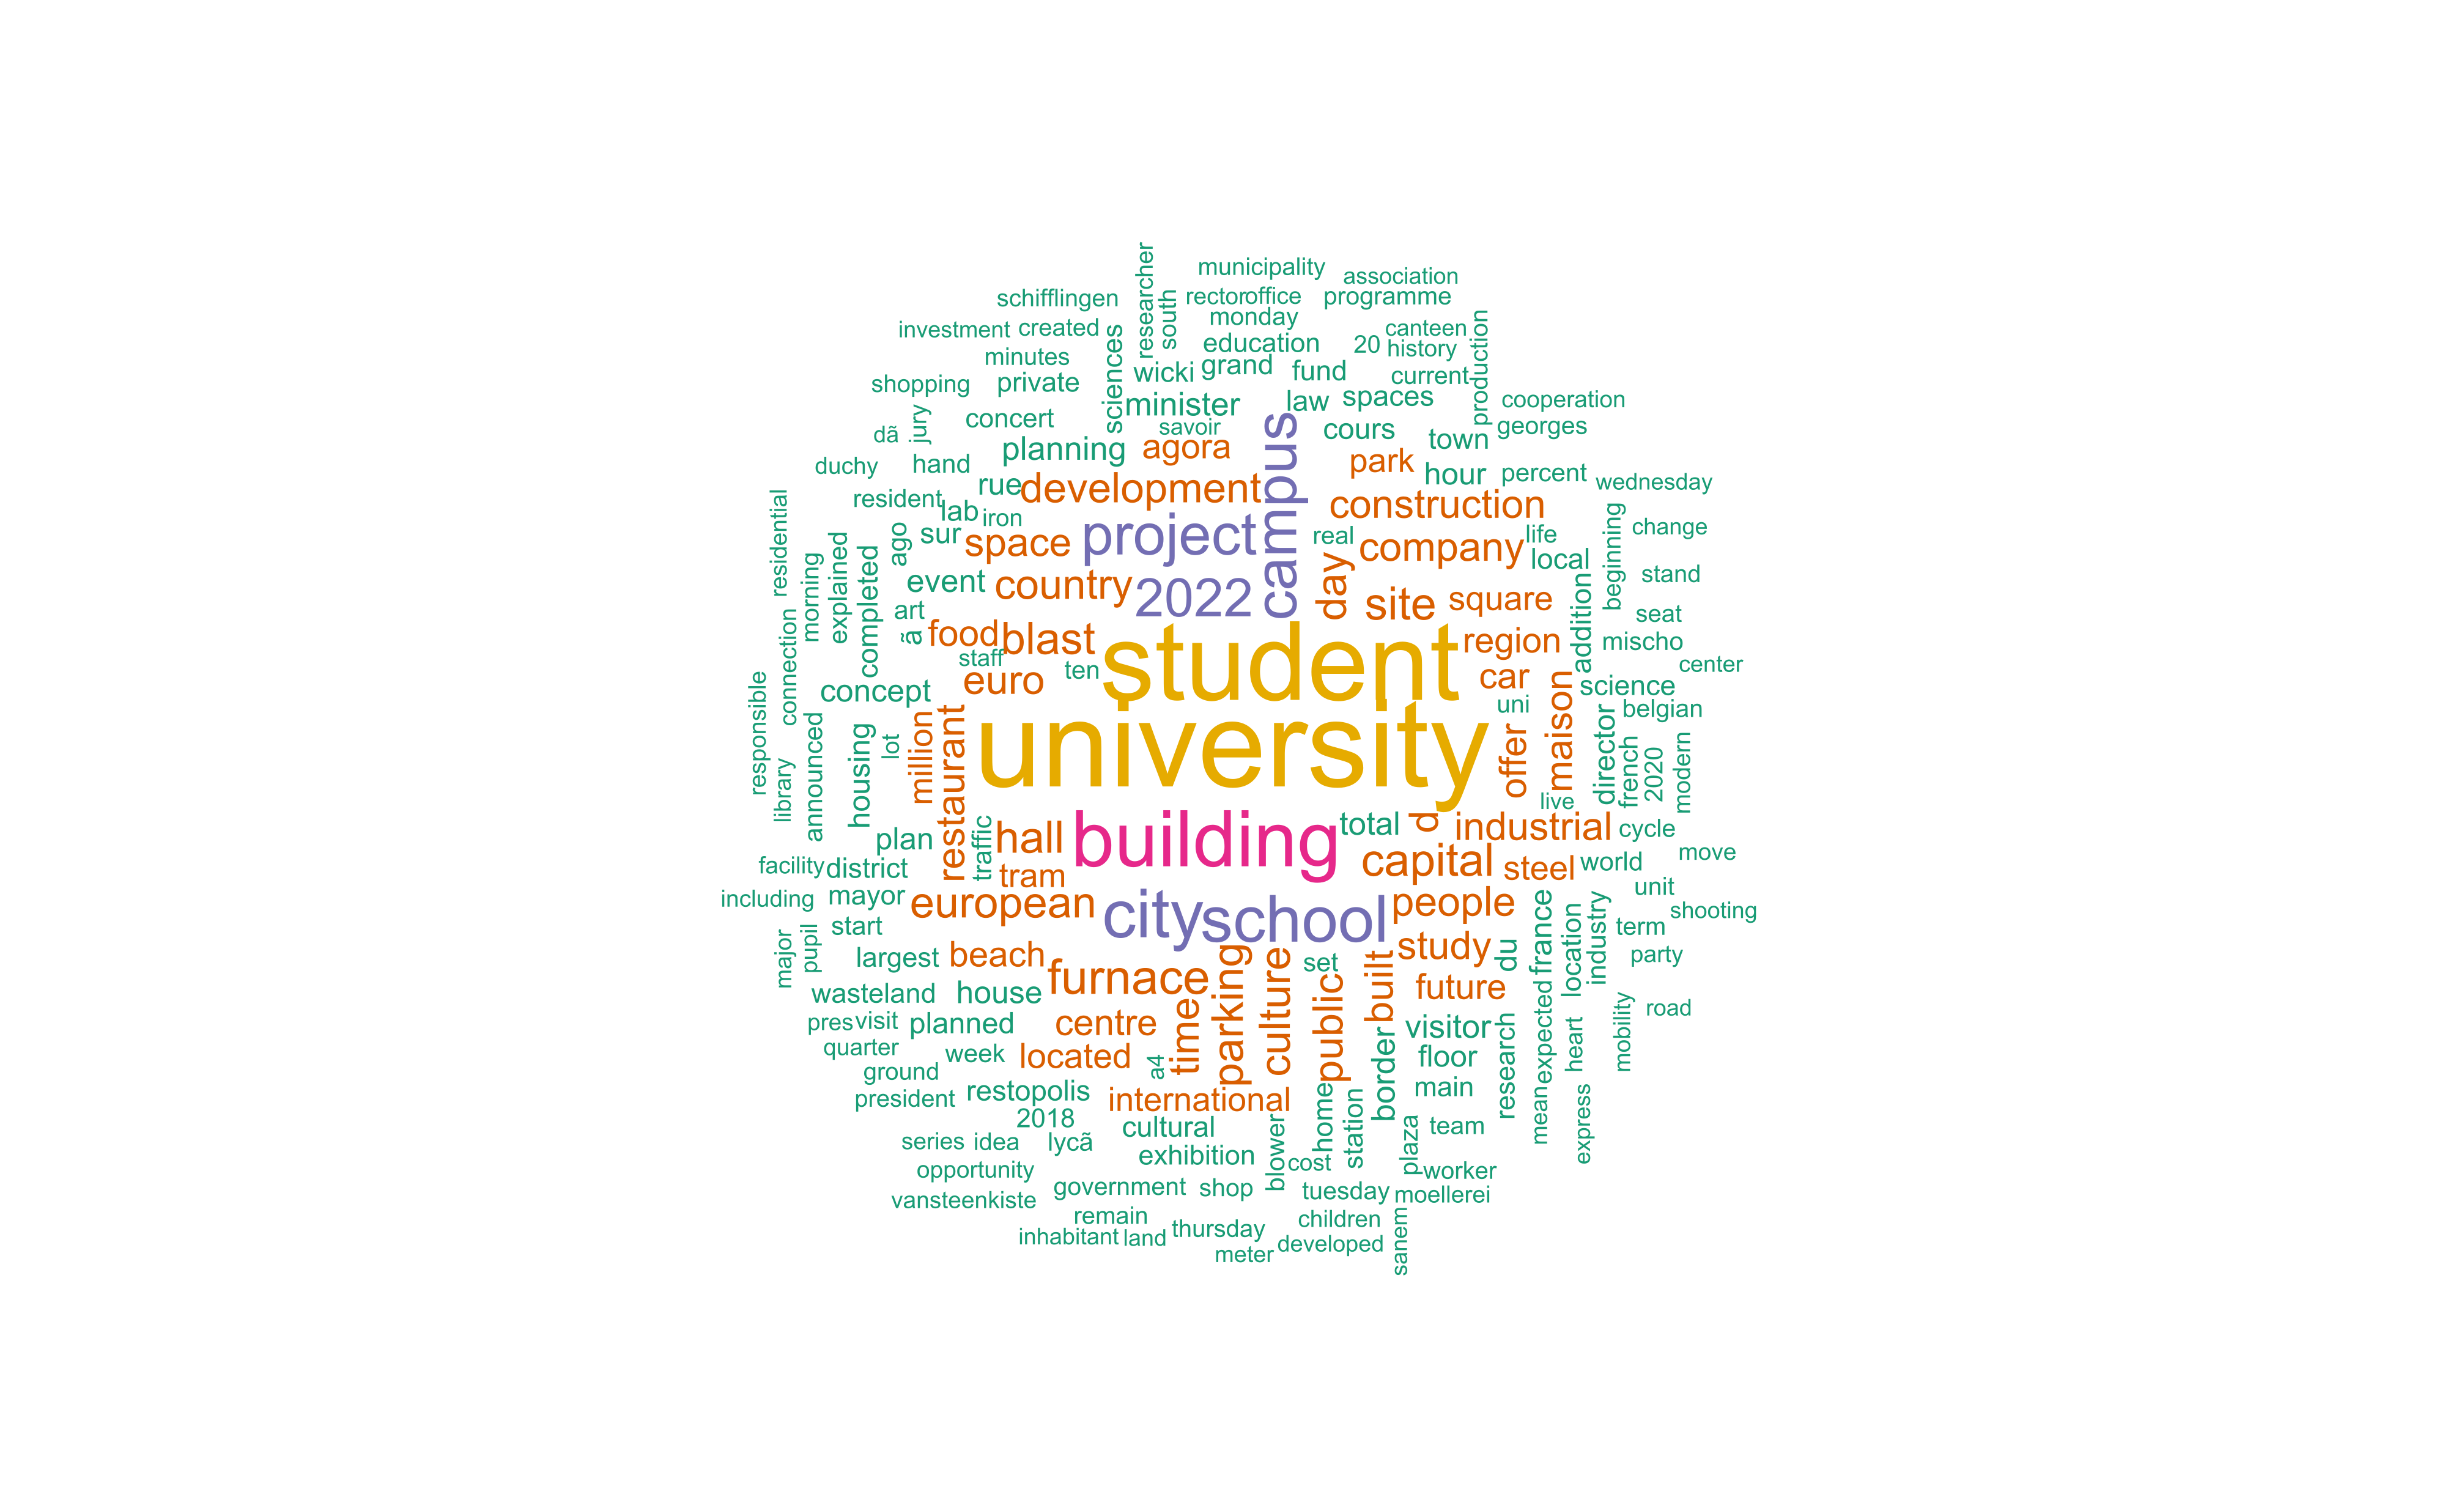 municipality
association
schifflingen
researcher
south
rector
office
programme
investment
created
monday
canteen
minutes
sciences
education
20
history
production
shopping
private
wicki
grand
fund
current
jury
concert
minister
law
spaces
cooperation
dã
savoir
campus
cours
georges
planning
agora
town
duchy
hand
park
hour
percent
wednesday
rue
development
resident
lab
iron
construction
residential
ago
sur
space
project
real
life
change
morning
explained
completed
day
company
local
beginning
event
country
2022
site
square
addition
stand
art
ã
food
blast
student
region
seat
mischo
connection
staff
ten
car
center
responsible
concept
euro
uni
maison
science
belgian
library
announced
housing
lot
million
restaurant
university
offer
director
french
2020
modern
live
plan
traffic
hall
building
total
d
industrial
cycle
facility
district
tram
capital
steel
world
move
including
mayor
european
city
school
people
unit
shooting
major
pupil
start
study
du
france
location
industry
term
largest
beach
furnace
parking
culture
set
public
built
party
wasteland
house
time
future
expected
mobility
road
pres
visit
planned
centre
visitor
research
heart
quarter
week
located
a4
border
floor
ground
president
restopolis
international
home
station
main
mean
express
2018
cultural
plaza
team
series
idea
lycã
exhibition
blower
cost
worker
opportunity
government
shop
tuesday
moellerei
vansteenkiste
remain
thursday
children
sanem
inhabitant
land
meter
developed